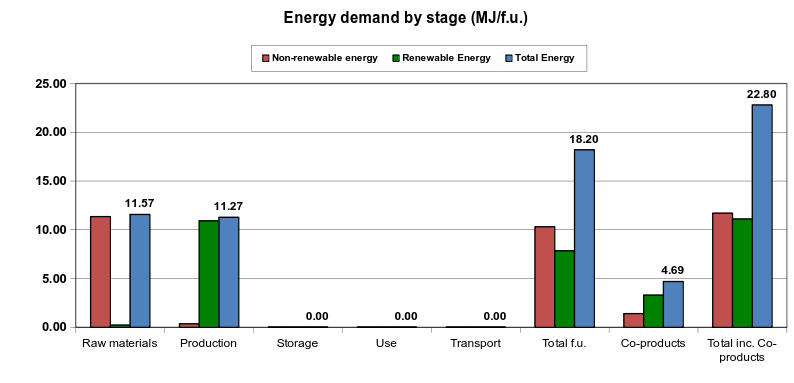 Energy demand by stage (MJ/f.u.)
Non-renewable energy Renewable Energy Total Energy
25.00
22.80
20.00
18.20
15.00
11.57
11.27
10.00
5.00
4.69
0.00
0.00 0.00 0.00
Raw materials Production Storage Use Transport Total f.u. Co-products Total inc. Co-
products